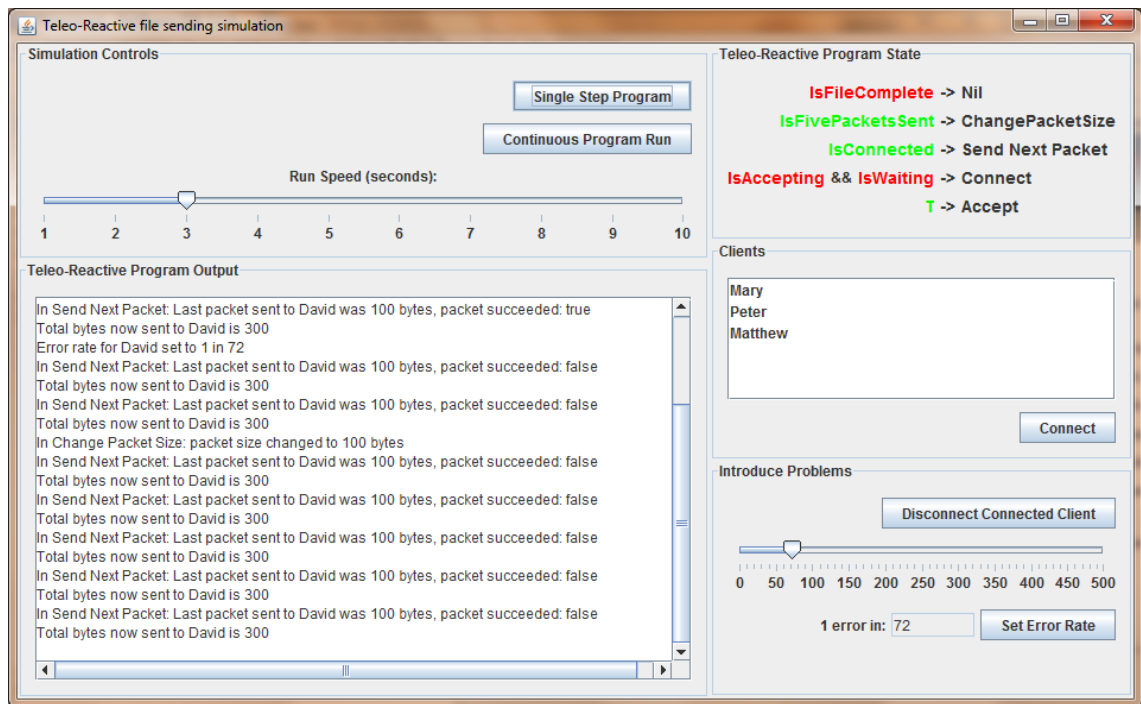 Teleo-Reactive file sending simulation
Simulation Controls
Single Step Program
Continuous Program Run
Run Speed (seconds):
1 2 3 4 5 6 7 8 9 10
Teleo-Reactive Program Output
In Send Next Packet: Last packet sent to David was 100 bytes, packet succeeded: true
Total bytes now sent to David is 300
Error rate for David set to 1 in 72
In Send Next Packet: Last packet sent to David was 100 bytes, packet succeeded: false
Total bytes now sent to David is 300
In Send Next Packet: Last packet sent to David was 100 bytes, packet succeeded: false
Total bytes now sent to David is 300
In Change Packet Size: packet size changed to 100 bytes
In Send Next Packet: Last packet sent to David was 100 bytes, packet succeeded: false
Total bytes now sent to David is 300
In Send Next Packet: Last packet sent to David was 100 bytes, packet succeeded: false
Total bytes now sent to David is 300
In Send Next Packet: Last packet sent to David was 100 bytes, packet succeeded: false
Total bytes now sent to David is 300
In Send Next Packet: Last packet sent to David was 100 bytes, packet succeeded: false
Total bytes now sent to David is 300
In Send Next Packet: Last packet sent to David was 100 bytes, packet succeeded: false
Total bytes now sent to David is 300
Teleo-Reactive Program State
IsFileComplete -> Nil
IsFivePacketsSent -> ChangePacketSize
IsConnected -> Send Next Packet
IsAccepting && IsWaiting -> Connect
T -> Accept
Clients
Mary
Peter
Matthew
Connect
Introduce Problems
Disconnect Connected Client
0 50 100 150 200 250 300 350 400 450 500
1 error in: 72 Set Error Rate